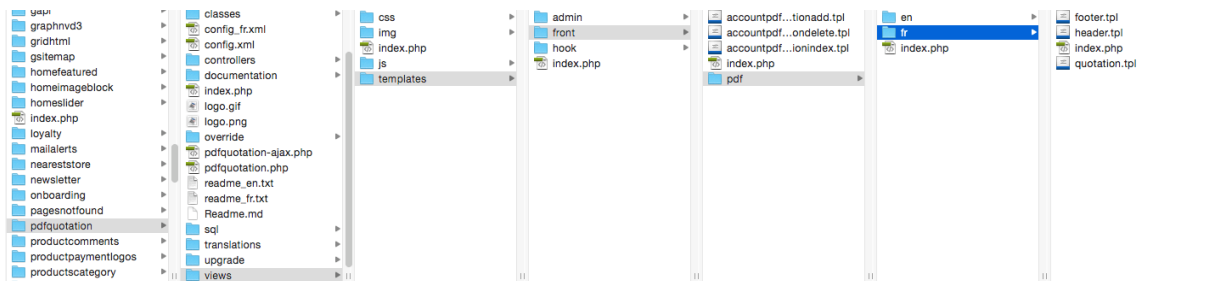 gapi
graphnvd3
gridhtml
gsitemap
homefeatured
homeimageblock
homeslider
index.php
loyalty
mailalerts
neareststore
newsletter
onboarding
pagesnotfound
pdfquotation
productcomments
productpaymentlogos
productscategory
classes
config_fr.xml
config.xml
controllers
documentation
index.php
logo.gif
logo.png
override
pdfquotation-ajax.php
pdfquotation.php
readme_en.txt
readme_fr.txt
Readme.md
sql
translations
upgrade
views
css
img
index.php
js
templates
admin
front
hook
index.php
accountpdf...tionadd.tpl
accountpdf...ondelete.tpl
accountpdf...ionindex.tpl
index.php
pdf
en
fr
index.php
footer.tpl
header.tpl
index.php
quotation.tpl